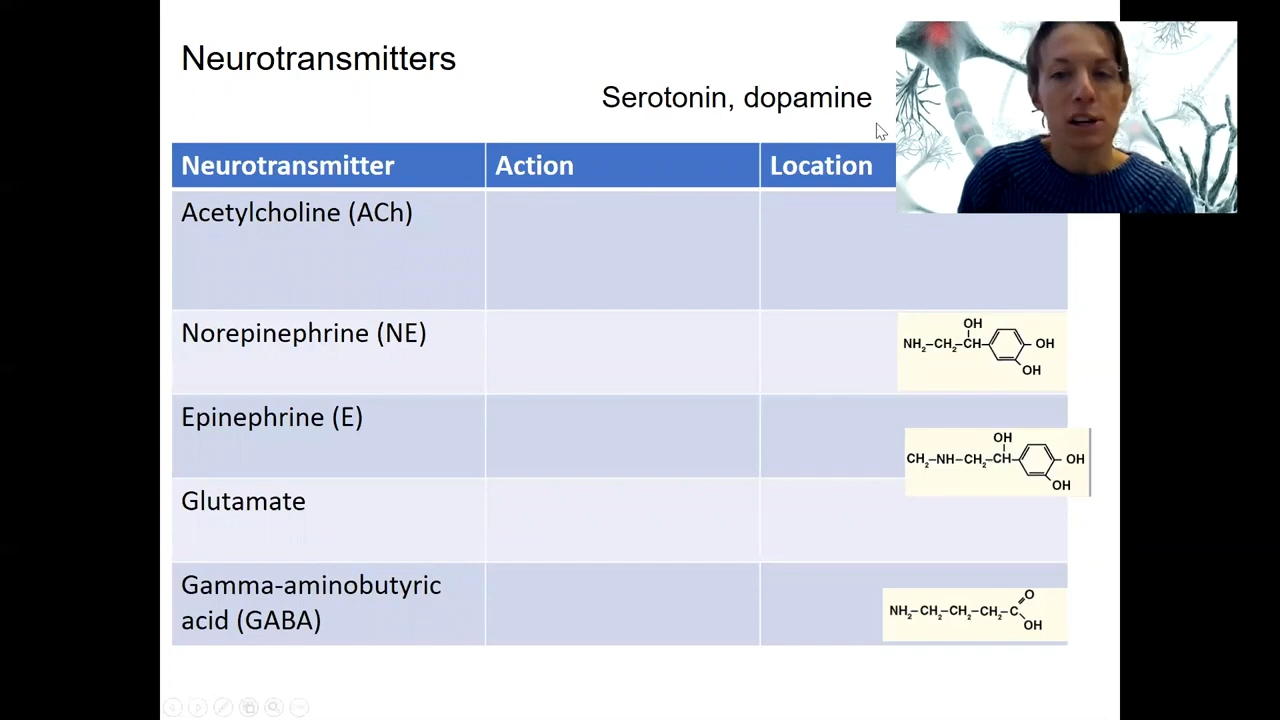 Neurotransmitters
Serotonin, dopamine
Neurotransmitter Action Location
Acetylcholine (ACh)
Norepinephrine (NE)
OH
NH2-CH2-CH- OH
OH
Epinephrine (E)
OH
CH2-NH-CH2-CH- OH
OH
Glutamate
Gamma-aminobutyric
acid (GABA)
O
NH2-CH2-CH2-CH2-C
OH